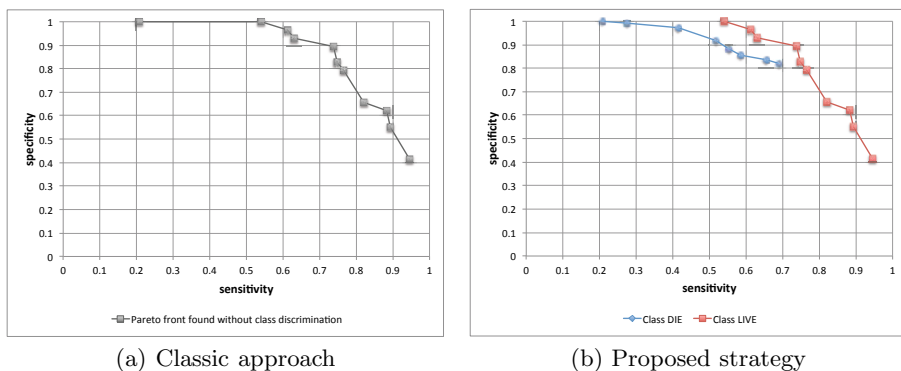 1
0.9
0.8
0.7
0.6
0.5
0.4
0.3
0.2
0.1
0
specificity
0 0.1 0.2 0.3 0.4 0.5 0.6 0.7 0.8 0.9 1
sensitivity
Pareto front found without class discrimination
(a) Classic approach
1
0.9
0.8
0.7
0.6
0.5
0.4
0.3
0.2
0.1
0
specificity
0 0.1 0.2 0.3 0.4 0.5 0.6 0.7 0.8 0.9 1
sensitivity
Class DIE Class LIVE
(b) Proposed strategy